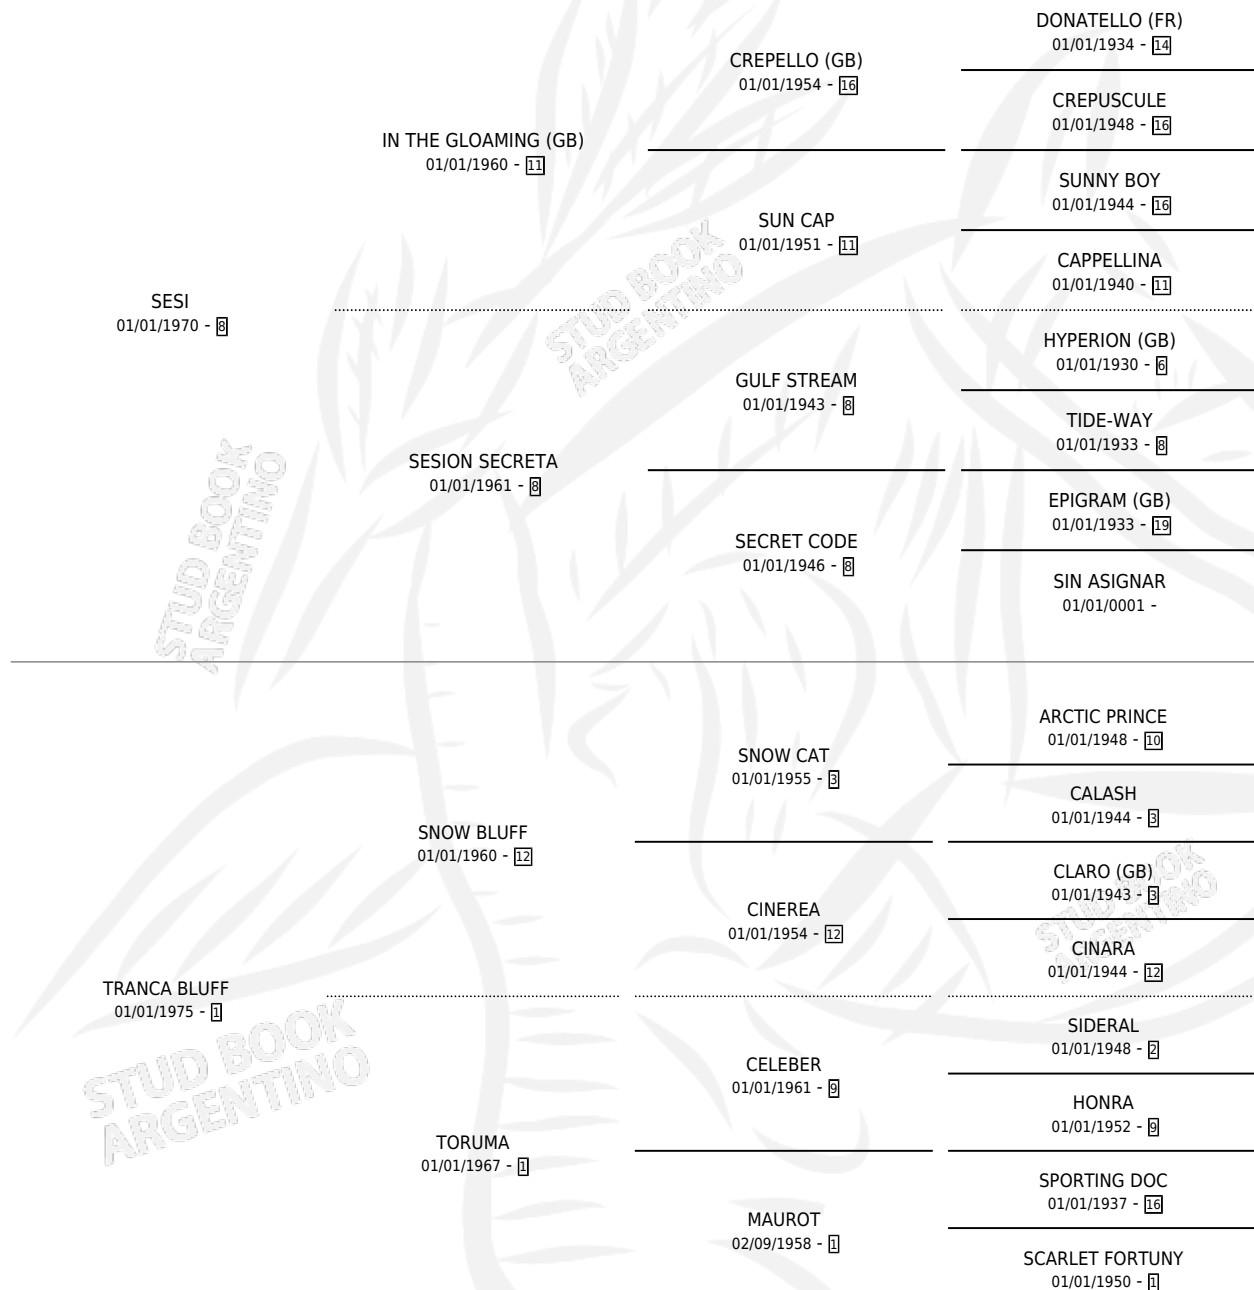 DONATELLO (FR)
01/01/1934 - 14
CREPELLO (GB)
01/01/1954 - 16
CREPUSCULE
01/01/1948 - 16
IN THE GLOAMING (GB)
01/01/1960 - 11
SUNNY BOY
01/01/1944 - 16
SUN CAP
01/01/1951 - 11
CAPPELLINA
01/01/1940 - 11
SESI
01/01/1970 - 8
HYPERION (GB)
01/01/1930 - 6
GULF STREAM
01/01/1943 - 8
TIDE-WAY
01/01/1933 - 8
SESION SECRETA
01/01/1961 - 8
EPIGRAM (GB)
01/01/1933 - 19
SECRET CODE
01/01/1946 - 8
SIN ASIGNAR
01/01/0001 -
STUD BOOK
ARGENTINO
STUD BOOK
ARGENTINO
ARCTIC PRINCE
01/01/1948 - 10
SNOW CAT
01/01/1955 - 3
CALASH
01/01/1944 - 3
SNOW BLUFF
01/01/1960 - 12
CLARO (GB)
01/01/1943 - 3
CINEREA
01/01/1954 - 12
CINARA
01/01/1944 - 12
TRANCA BLUFF
01/01/1975 - 1
SIDERAL
01/01/1948 - 2
CELEBER
01/01/1961 - 9
HONRA
01/01/1952 - 9
TORUMA
01/01/1967 - 1
SPORTING DOC
01/01/1937 - 16
MAUROT
02/09/1958 - 1
SCARLET FORTUNY
01/01/1950 - 1
STUD BOOK
ARGENTINO
STUD BOOK
ARGENTINO